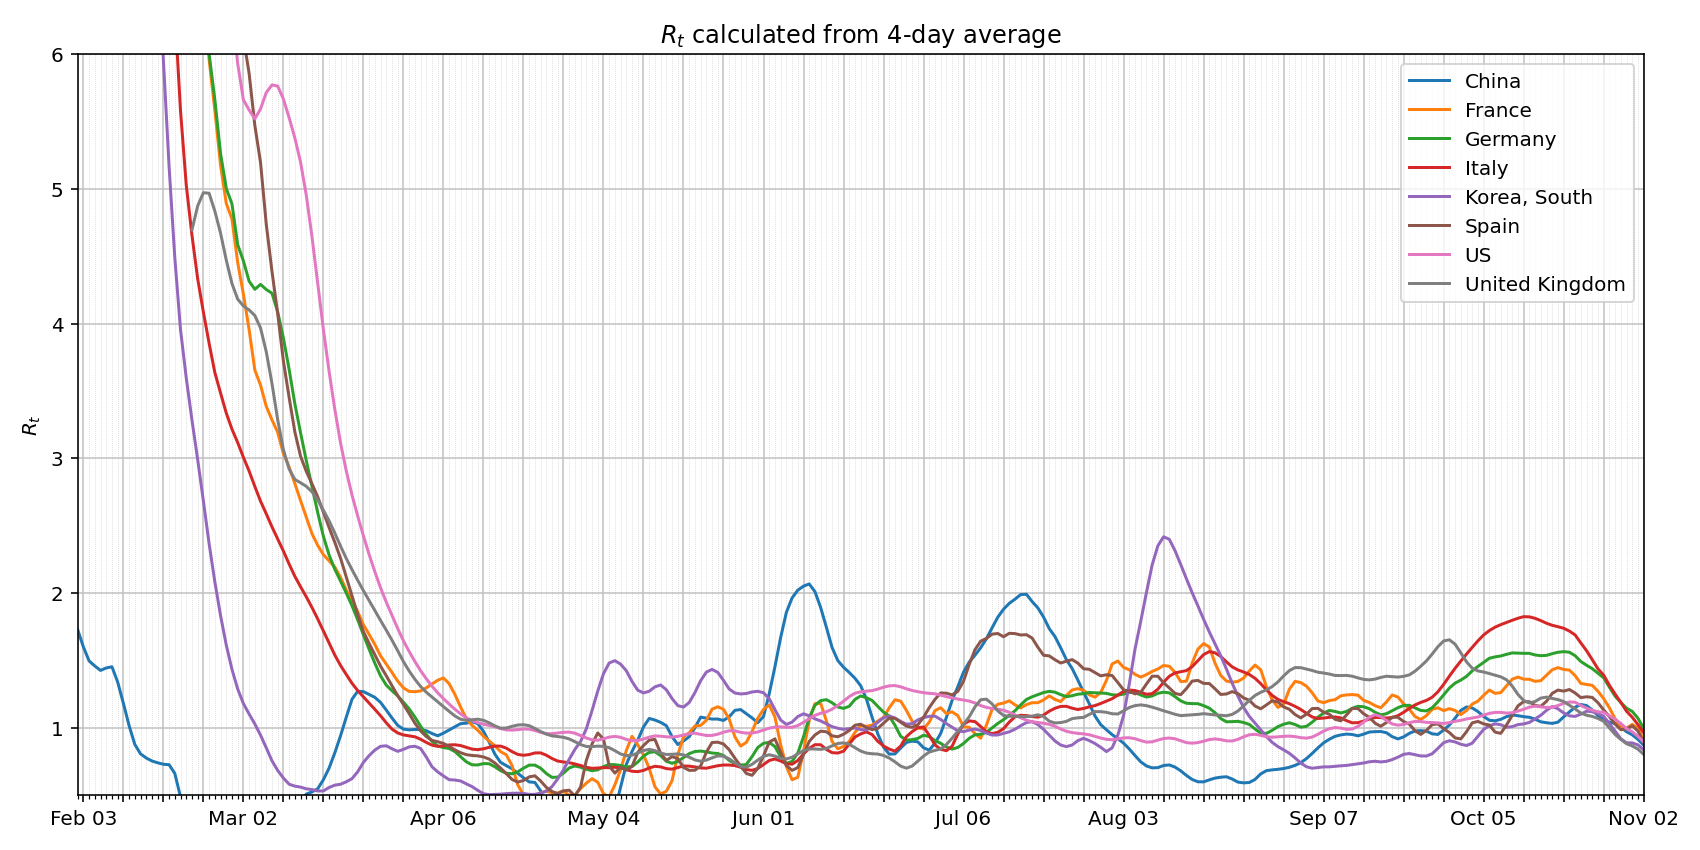 R_t calculated from 4-day average
6
5
4
3
2
1
R_t
China
France
Germany
Italy
Korea, South
Spain
US
United Kingdom
Feb 03 Mar 02 Apr 06 May 04 Jun 01 Jul 06 Aug 03 Sep 07 Oct 05 Nov 02